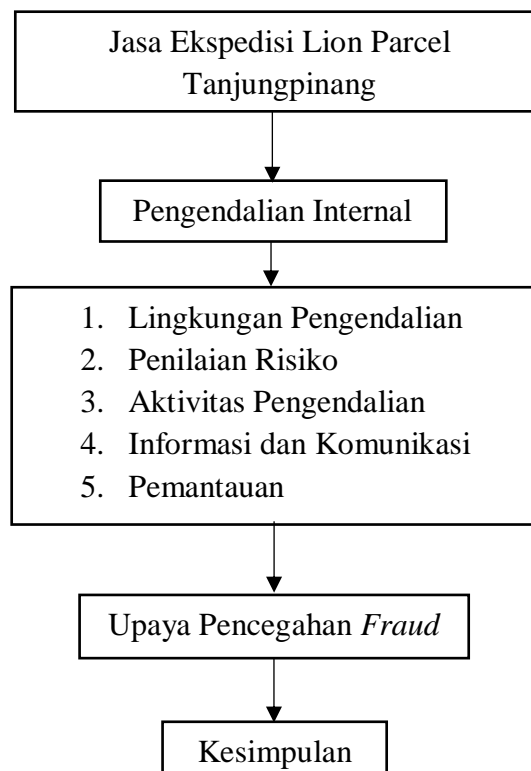 Jasa Ekspedisi Lion Parcel
Tanjungpinang
Pengendalian Internal
1. Lingkungan Pengendalian
2. Penilaian Risiko
3. Aktivitas Pengendalian
4. Informasi dan Komunikasi
5. Pemantauan
Upaya Pencegahan Fraud
Kesimpulan